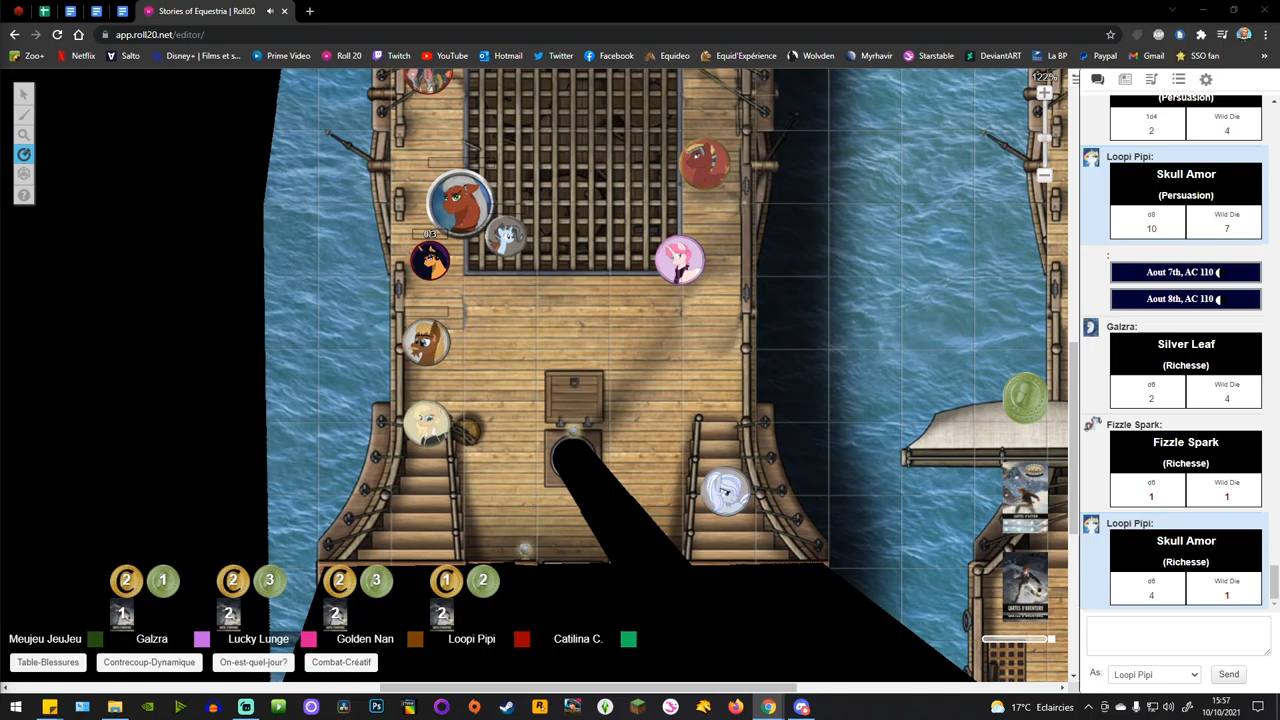 Stories of Equestria | Roll20
app.roll20.net/editor/
Zoo+ Netflix Salto Disney+ | Films et s... Prime Video Roll 20 Twitch YouTube Hotmail Twitter Facebook Equideo Equid'Expérience Wolvden Myrhavir Starstable DeviantART La BP Paypal Gmail SSO fan
122%
0/3
(Persuasion)
1d4 Wild Die
2 4
Loopi Pipi:
Skull Amor
(Persuasion)
d8 Wild Die
10 7
:
Aout 7th, AC 110
Aout 8th, AC 110
Galzra:
Silver Leaf
(Richesse)
d6 Wild Die
2 4
Fizzle Spark:
Fizzle Spark
(Richesse)
d6 Wild Die
1 1
Loopi Pipi:
Skull Amor
(Richesse)
d6 Wild Die
4 1
CARTES D'AVENTURE
2 1 2 3 2 3 1 2
1 2 2 2
Meujeu JeuJeu Galzra Lucky Lunge Golden Nan Loopi Pipi Catilina C.
Table-Blessures Contrecoup-Dynamique On-est-quel-jour? Combat-Créatif
As: Loopi Pipi Send
17°C Eclaircies
15:57
10/10/2021